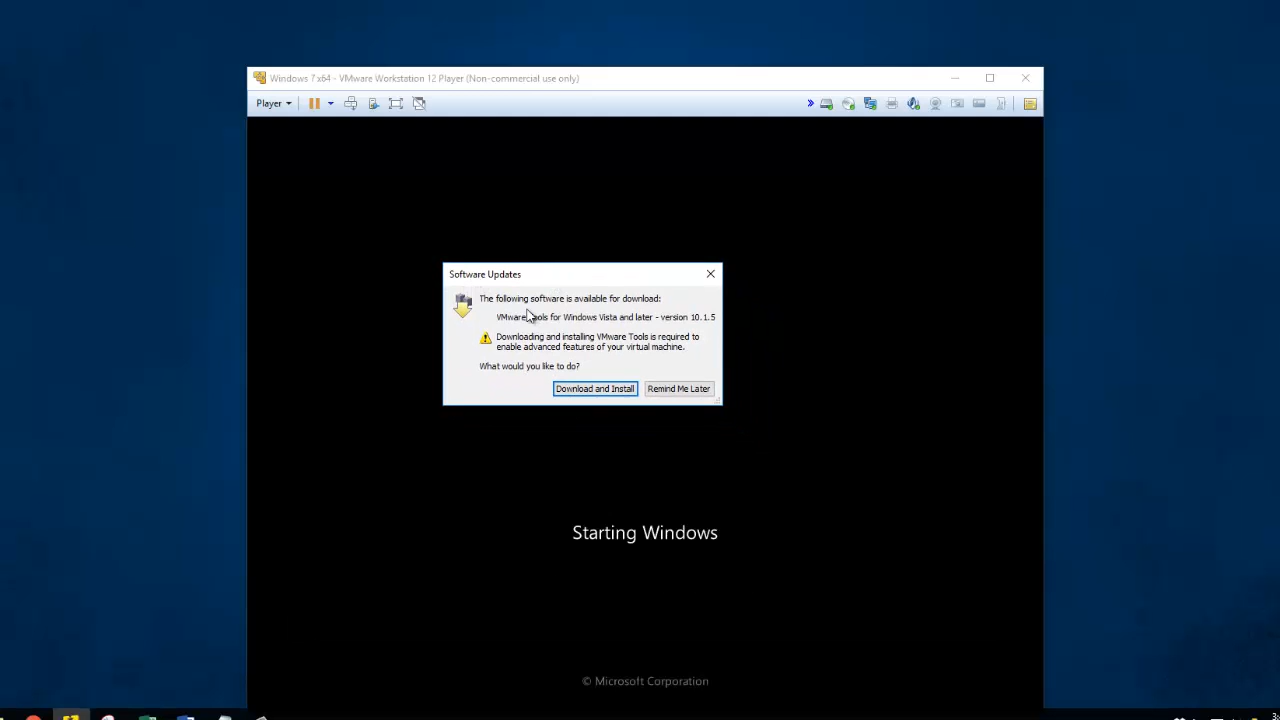 Windows 7 x64 - VMware Workstation 12 Player (Non-commercial use only)
Player
Software Updates
The following software is available for download:
VMware Tools for Windows Vista and later - version 10.1.5
Downloading and installing VMware Tools is required to
enable advanced features of your virtual machine.
What would you like to do?
Download and Install
Remind Me Later
Starting Windows
© Microsoft Corporation